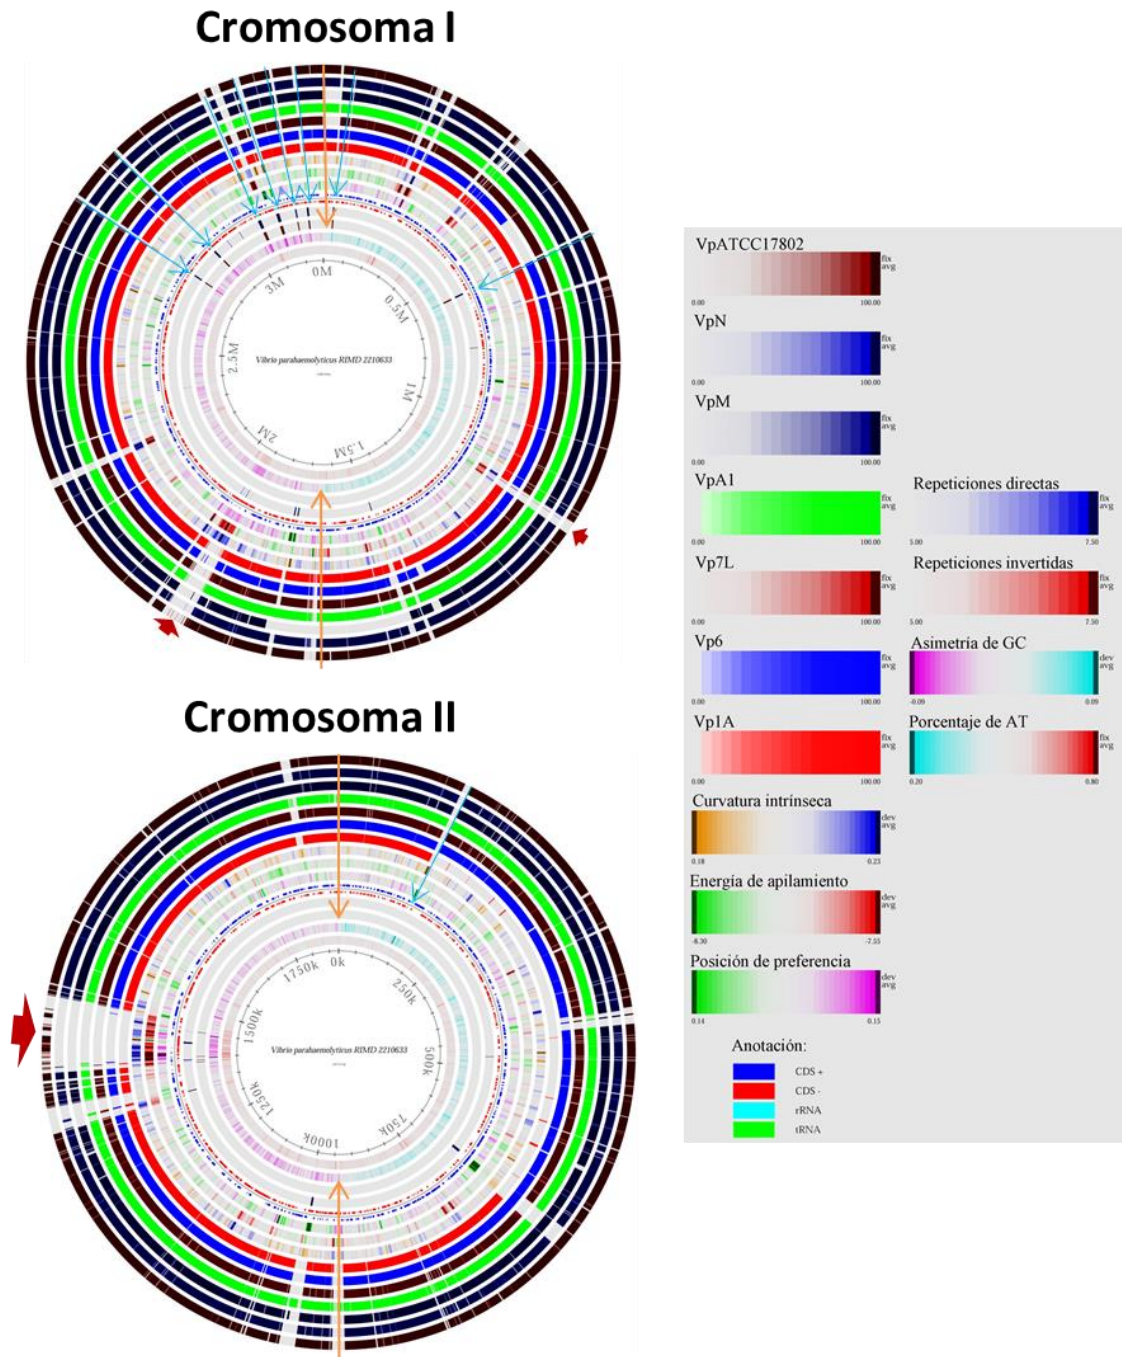 Cromosoma I
0M
0.5M
1M
1.5M
2M
2.5M
3M
Vibrio parahaemolyticus RIMD 2210633
Cromosoma II
0k
250k
500k
750k
1000k
1250k
1500k
1750k
Vibrio parahaemolyticus RIMD 2210633
VpATCC17802
fix
avg
0.00 100.00
VpN
fix
avg
0.00 100.00
VpM
fix
avg
0.00 100.00
VpA1
fix
avg
0.00 100.00
Vp7L
fix
avg
0.00 100.00
Vp6
fix
avg
0.00 100.00
Vp1A
fix
avg
0.00 100.00
Curvatura intrínseca
dev
avg
0.18 0.23
Energía de apilamiento
dev
avg
-8.30 -7.55
Posición de preferencia
dev
avg
0.14 0.15
Repeticiones directas
fix
avg
5.00 7.50
Repeticiones invertidas
fix
avg
5.00 7.50
Asimetría de GC
dev
avg
-0.09 0.09
Porcentaje de AT
fix
avg
0.20 0.80
Anotación:
CDS +
CDS -
rRNA
tRNA